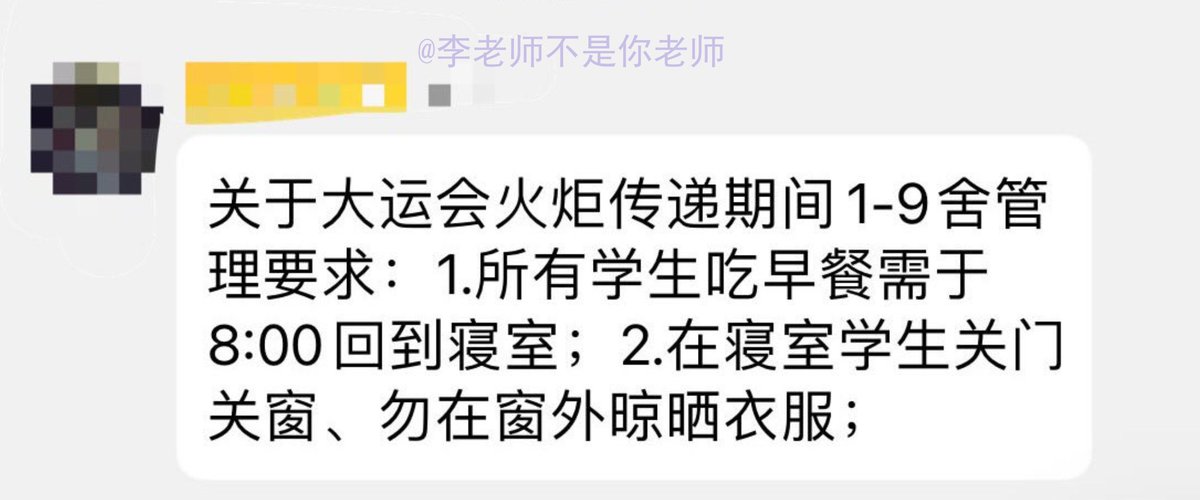 @李老师不是你老师
关于大运会火炬传递期间1-9舍管
理要求：1.所有学生吃早餐需于
8:00回到寝室；2.在寝室学生关门
关窗、勿在窗外晾晒衣服；